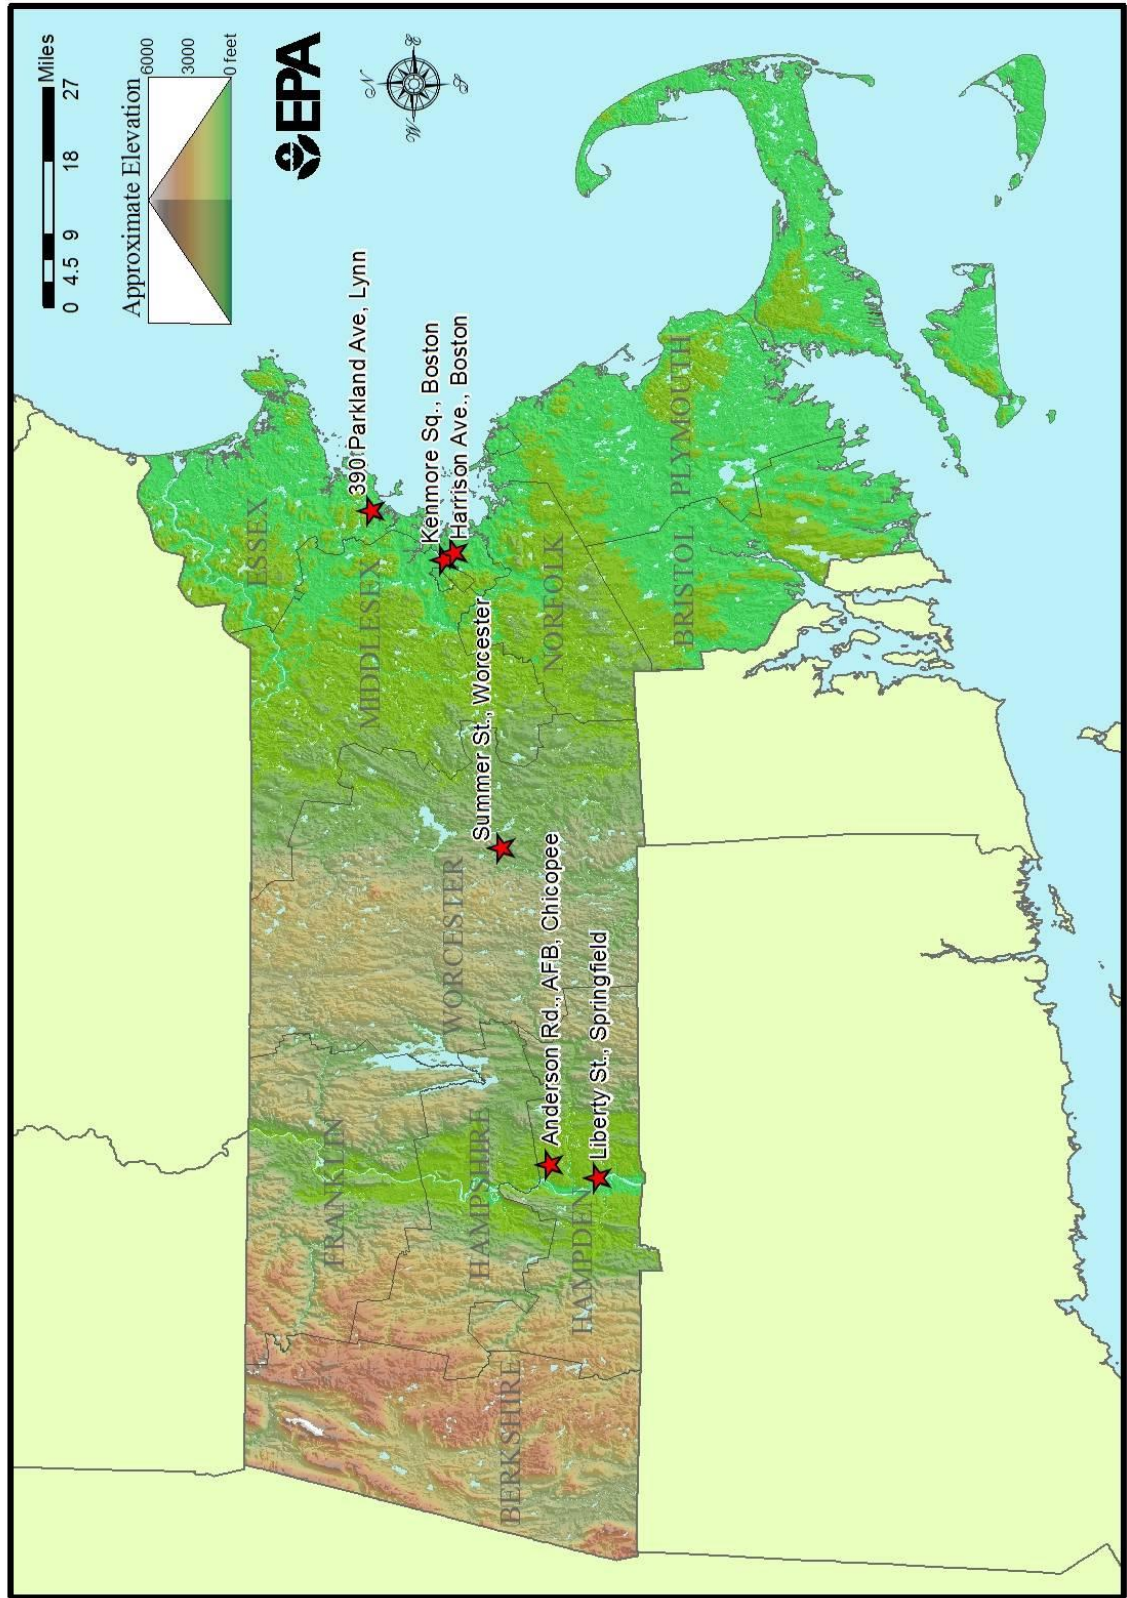 0 4.5 9 18 27 Miles
Approximate Elevation
6000
3000
0 feet
EPA
N
E
S
W
390 Parkland Ave, Lynn
Kenmore Sq., Boston
Harrison Ave., Boston
Summer St., Worcester
Anderson Rd., AFB, Chicopee
Liberty St., Springfield
ESSEX
MIDDLESEX
NORFOLK
BRISTOL
PLYMOUTH
WORCESTER
FRANKLIN
HAMPSHIRE
HAMPDEN
BERKSHIRE